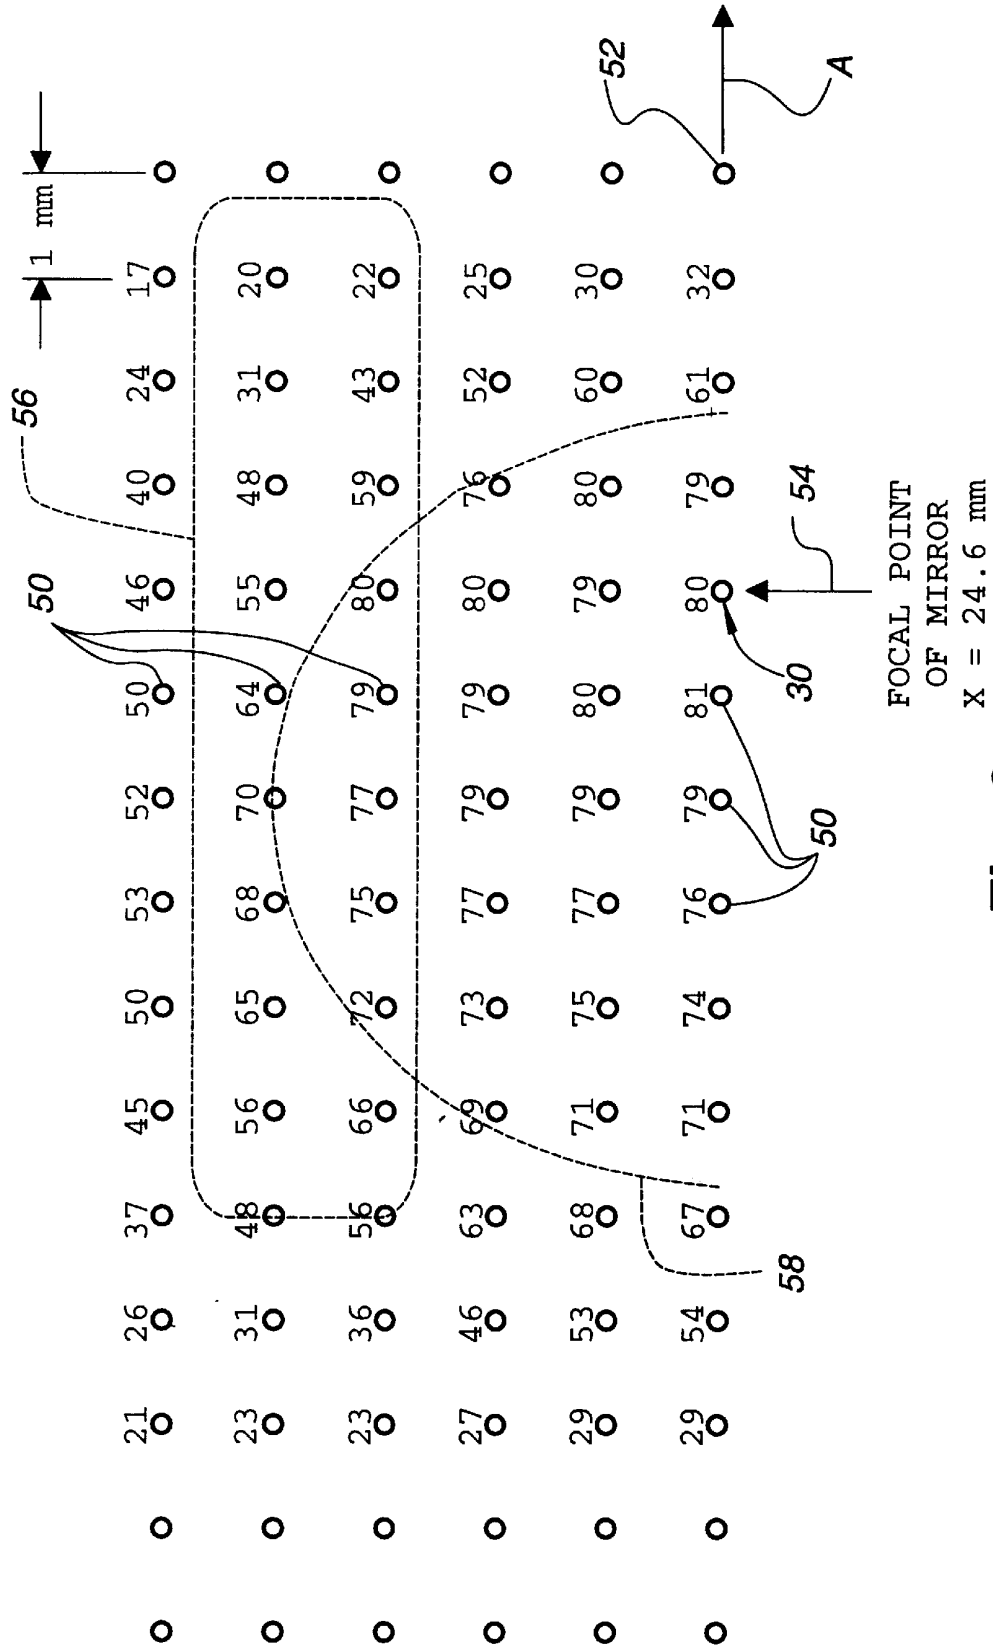 50 56 1 mm
21 26 37 45 50 53 52 50 46 40 24 17
23 31 48 56 65 68 70 64 55 48 31 20
23 36 56 66 72 75 77 79 80 59 43 22
27 46 63 69 73 77 79 79 80 76 52 25
29 53 68 71 75 77 79 80 79 80 60 30
52
29 54 67 71 74 76 79 81 80 79 61 32
58 50 30 54 A
FOCAL POINT
OF MIRROR
X = 24.6 mm